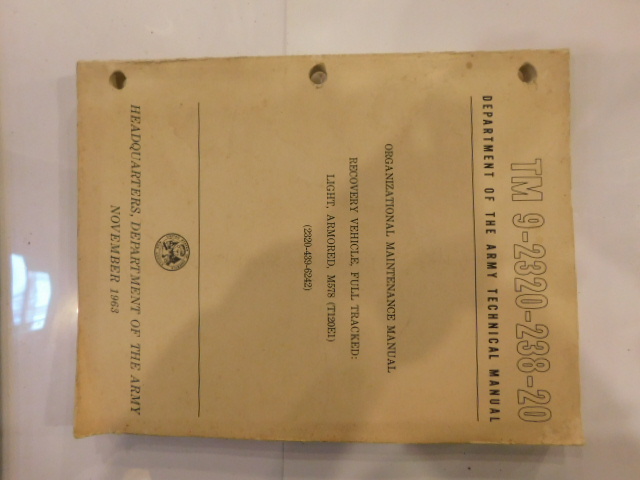 TM 9-2320-238-20
DEPARTMENT OF THE ARMY TECHNICAL MANUAL
ORGANIZATIONAL MAINTENANCE MANUAL
RECOVERY VEHICLE, FULL TRACKED:
LIGHT, ARMORED, M578 (T120E1)
(2320-439-6242)
HEADQUARTERS, DEPARTMENT OF THE ARMY
NOVEMBER 1963